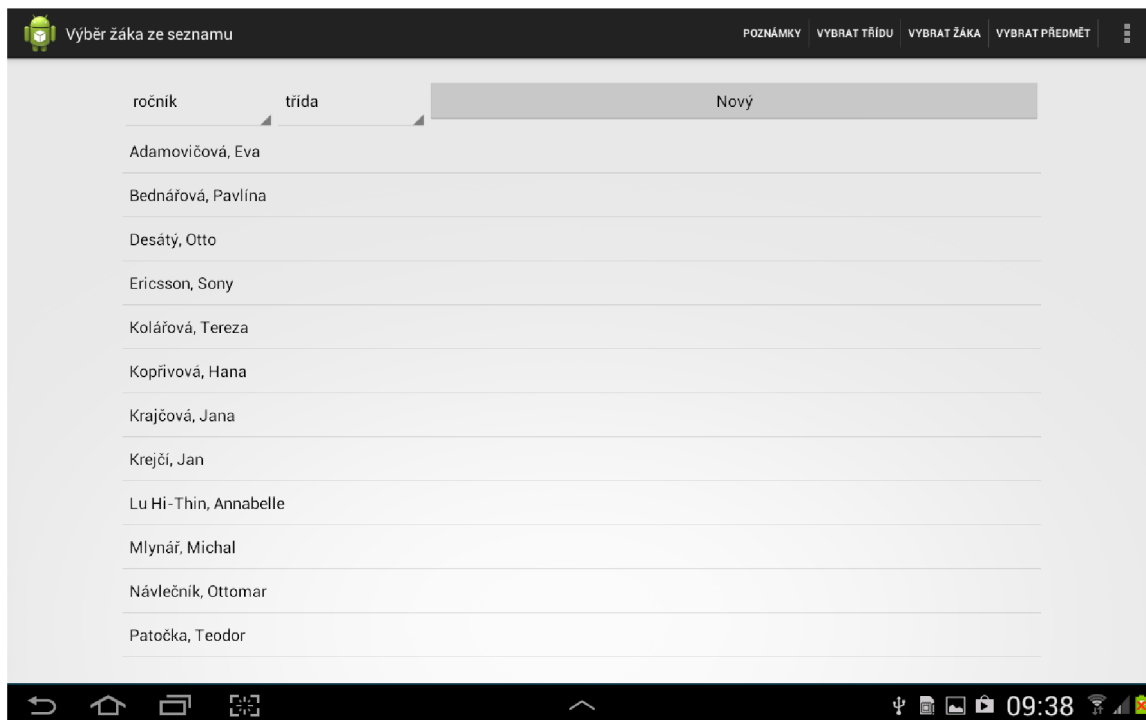 Výběr žáka ze seznamu
POZNÁMKY VYBRAT TŘÍDU VYBRAT ŽÁKA VYBRAT PŘEDMĚT
ročník třída Nový
Adamovičová, Eva
Bednářová, Pavlína
Desátý, Otto
Ericsson, Sony
Kolářová, Tereza
Kopřivová, Hana
Krajčová, Jana
Krejčí, Jan
Lu Hi-Thin, Annabelle
Mlynář, Michal
Návlečník, Ottomar
Patočka, Teodor
09:38